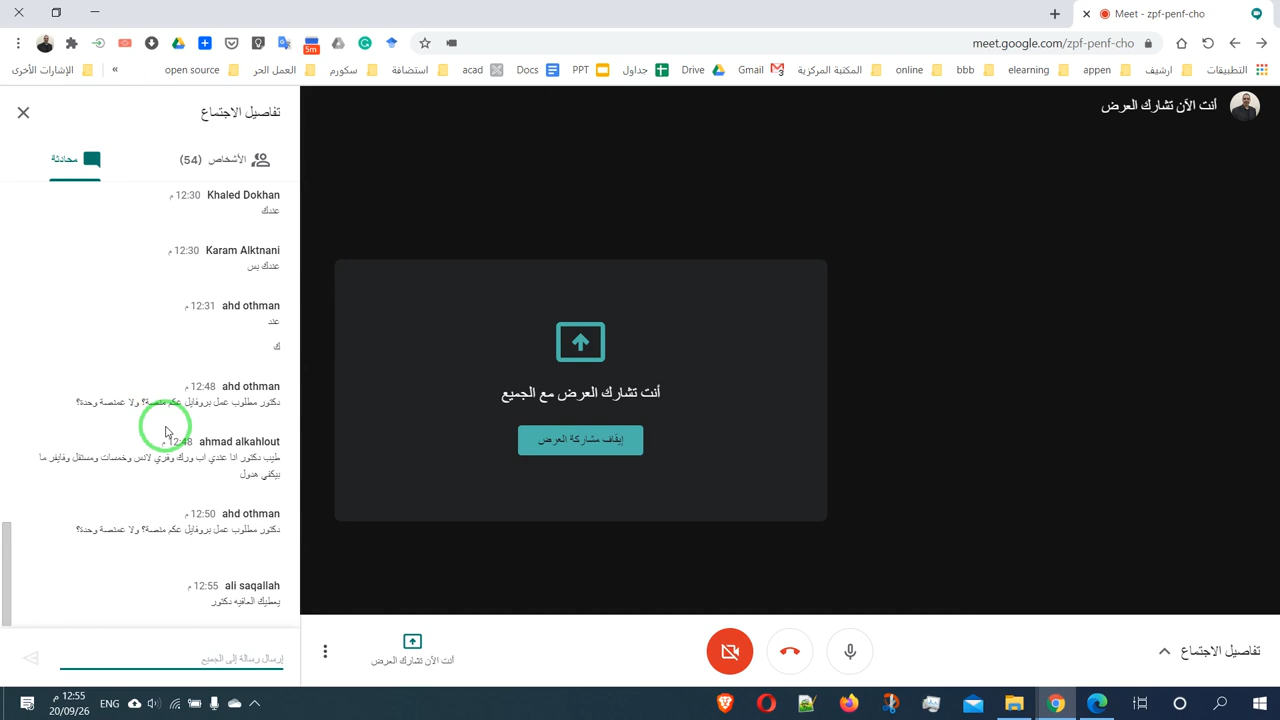 Meet - zpf-penf-cho
meet.google.com/zpf-penf-cho
5m
التطبيقات
ارشيف
appen
elearning
bbb
online
المكتبة المركزية
Gmail
Drive
جداول
PPT
Docs
acad
استضافة
سكورم
العمل الحر
open source
«
الإشارات الأخرى
تفاصيل الاجتماع
الأشخاص (54)
محادثة
Khaled Dokhan 12:30 م
عندك
Karam Alktnani 12:30 م
عندك بس
ahd othman 12:31 م
عند
ك
ahd othman 12:48 م
دكتور مطلوب عمل بروفايل عكم منصة؟ ولا عمنصة وحدة؟
ahmad alkahlout 12:48 م
طيب دكتور انا عندي اب ورك وفري لانس وخمسات ومستقل وفايفر ما
بيكفي هدول
ahd othman 12:50 م
دكتور مطلوب عمل بروفايل عكم منصة؟ ولا عمنصة وحدة؟
ali saqallah 12:55 م
يعطيك العافيه دكتور
إرسال رسالة إلى الجميع
أنت الآن تشارك العرض
أنت تشارك العرض مع الجميع
إيقاف مشاركة العرض
تفاصيل الاجتماع
أنت الآن تشارك العرض
ENG
12:55 م
20/09/26